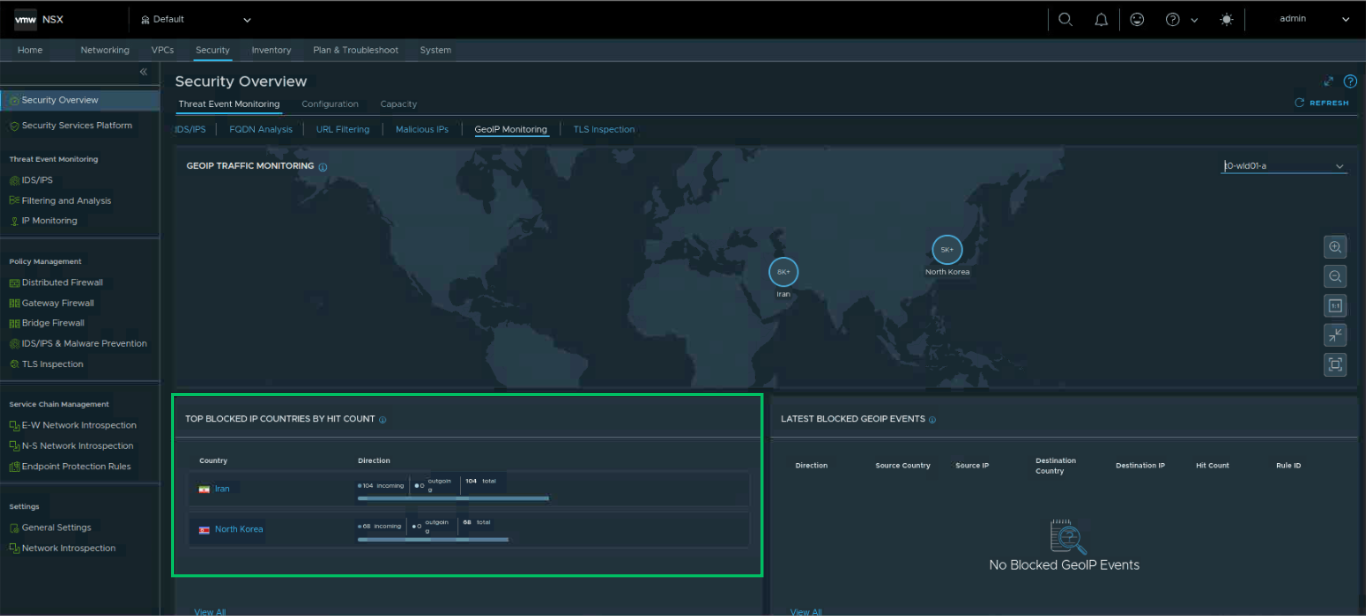 vmw NSX Default admin
Home Networking VPCs Security Inventory Plan & Troubleshoot System
Security Overview
Security Services Platform
Threat Event Monitoring
IDS/IPS
Filtering and Analysis
IP Monitoring
Policy Management
Distributed Firewall
Gateway Firewall
Bridge Firewall
IDS/IPS & Malware Prevention
TLS Inspection
Service Chain Management
E-W Network Introspection
N-S Network Introspection
Endpoint Protection Rules
Settings
General Settings
Network Introspection
Security Overview
Threat Event Monitoring Configuration Capacity
REFRESH
IDS/IPS FQDN Analysis URL Filtering Malicious IPs GeoIP Monitoring TLS Inspection
GEOIP TRAFFIC MONITORING
t0-wld01-a
5K+
North Korea
6K+
Iran
1:1
TOP BLOCKED IP COUNTRIES BY HIT COUNT
Country Direction
Iran 104 incoming 0 outgoin
g 104 total
North Korea 68 incoming 0 outgoin
g 68 total
View All
LATEST BLOCKED GEOIP EVENTS
Direction Source Country Source IP Destination
Country Destination IP Hit Count Rule ID
No Blocked GeoIP Events
View All